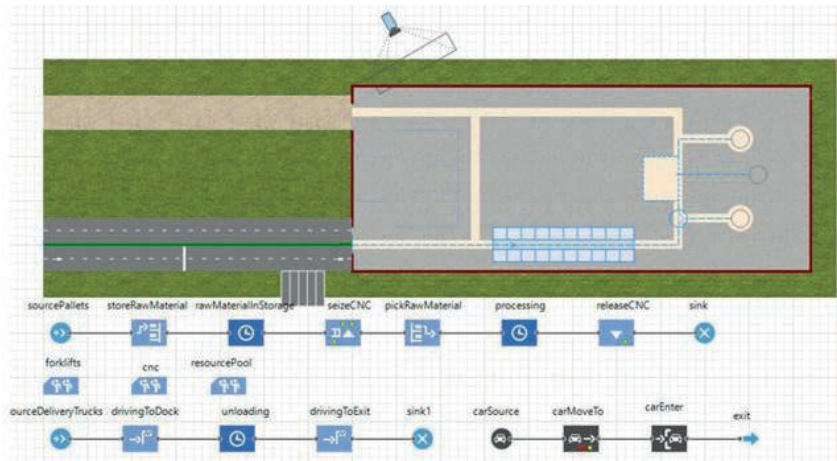 sourcePallets storeRawMaterial rawMaterialInStorage seizeCNC pickRawMaterial processing releaseCNC sink
forklifts cnc resourcePool
ourceDeliveryTrucks drivingToDock unloading drivingToExit sink1 carSource carMoveTo carEnter exit